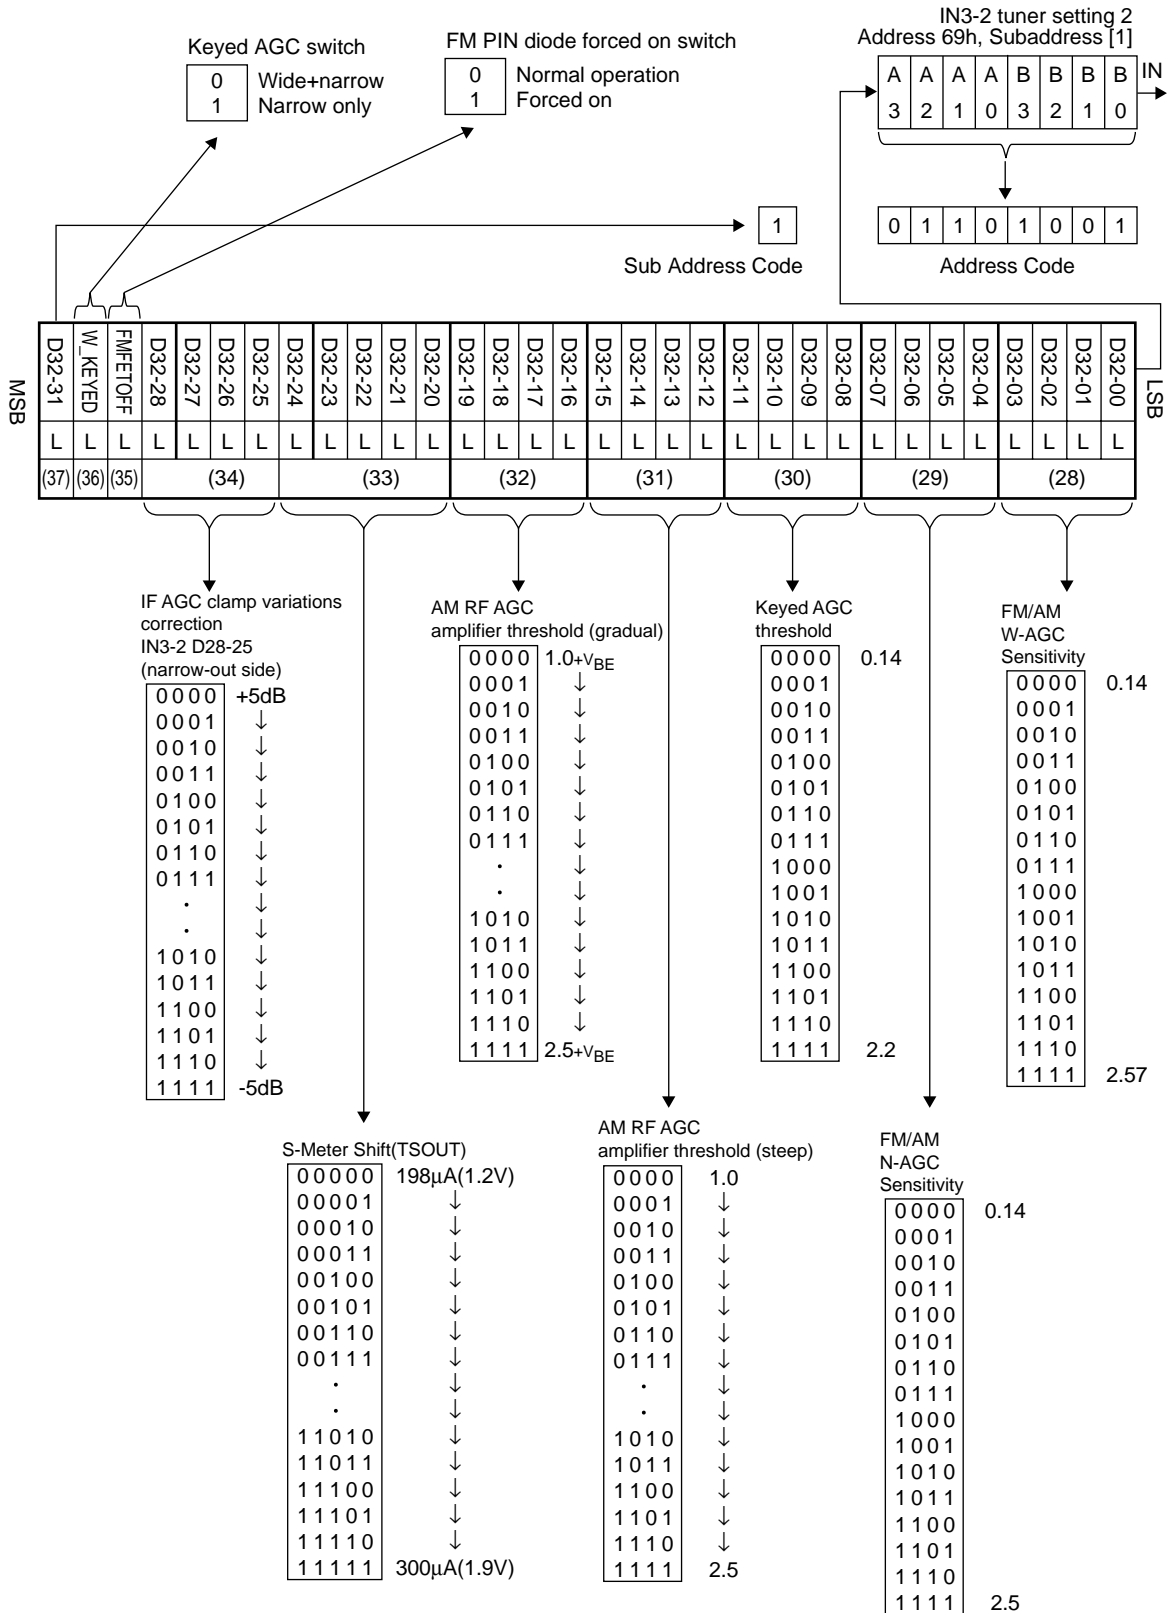 IN3-2 tuner setting 2
Address 69h, Subaddress [1]
Keyed AGC switch
0 Wide+narrow
1 Narrow only
FM PIN diode forced on switch
0 Normal operation
1 Forced on
A A A A B B B B IN
3 2 1 0 3 2 1 0
1
Sub Address Code
0 1 1 0 1 0 0 1
Address Code
MSB
D32-31 W_KEYED FMFETOFF D32-28 D32-27 D32-26 D32-25 D32-24 D32-23 D32-22 D32-21 D32-20 D32-19 D32-18 D32-17 D32-16 D32-15 D32-14 D32-13 D32-12 D32-11 D32-10 D32-09 D32-08 D32-07 D32-06 D32-05 D32-04 D32-03 D32-02 D32-01 D32-00
LSB
L L L L L L L L L L L L L L L L L L L L L L L L L L L L L L L L
(37) (36) (35) (34) (33) (32) (31) (30) (29) (28)
IF AGC clamp variations
correction
IN3-2 D28-25
(narrow-out side)
0000 +5dB
0001 ↓
0010 ↓
0011 ↓
0100 ↓
0101 ↓
0110 ↓
0111 ↓
· ↓
· ↓
1010 ↓
1011 ↓
1100 ↓
1101 ↓
1110 ↓
1111 -5dB
AM RF AGC
amplifier threshold (gradual)
0000 1.0+VBE
0001 ↓
0010 ↓
0011 ↓
0100 ↓
0101 ↓
0110 ↓
0111 ↓
· ↓
· ↓
1010 ↓
1011 ↓
1100 ↓
1101 ↓
1110 ↓
1111 2.5+VBE
Keyed AGC
threshold
0000 0.14
0001
0010
0011
0100
0101
0110
0111
1000
1001
1010
1011
1100
1101
1110
1111 2.2
FM/AM
W-AGC
Sensitivity
0000 0.14
0001
0010
0011
0100
0101
0110
0111
1000
1001
1010
1011
1100
1101
1110
1111 2.57
S-Meter Shift(TSOUT)
00000 198µA(1.2V)
00001 ↓
00010 ↓
00011 ↓
00100 ↓
00101 ↓
00110 ↓
00111 ↓
· ↓
· ↓
11010 ↓
11011 ↓
11100 ↓
11101 ↓
11110 ↓
11111 300µA(1.9V)
AM RF AGC
amplifier threshold (steep)
0000 1.0
0001 ↓
0010 ↓
0011 ↓
0100 ↓
0101 ↓
0110 ↓
0111 ↓
· ↓
· ↓
1010 ↓
1011 ↓
1100 ↓
1101 ↓
1110 ↓
1111 2.5
FM/AM
N-AGC
Sensitivity
0000 0.14
0001
0010
0011
0100
0101
0110
0111
1000
1001
1010
1011
1100
1101
1110
1111 2.5